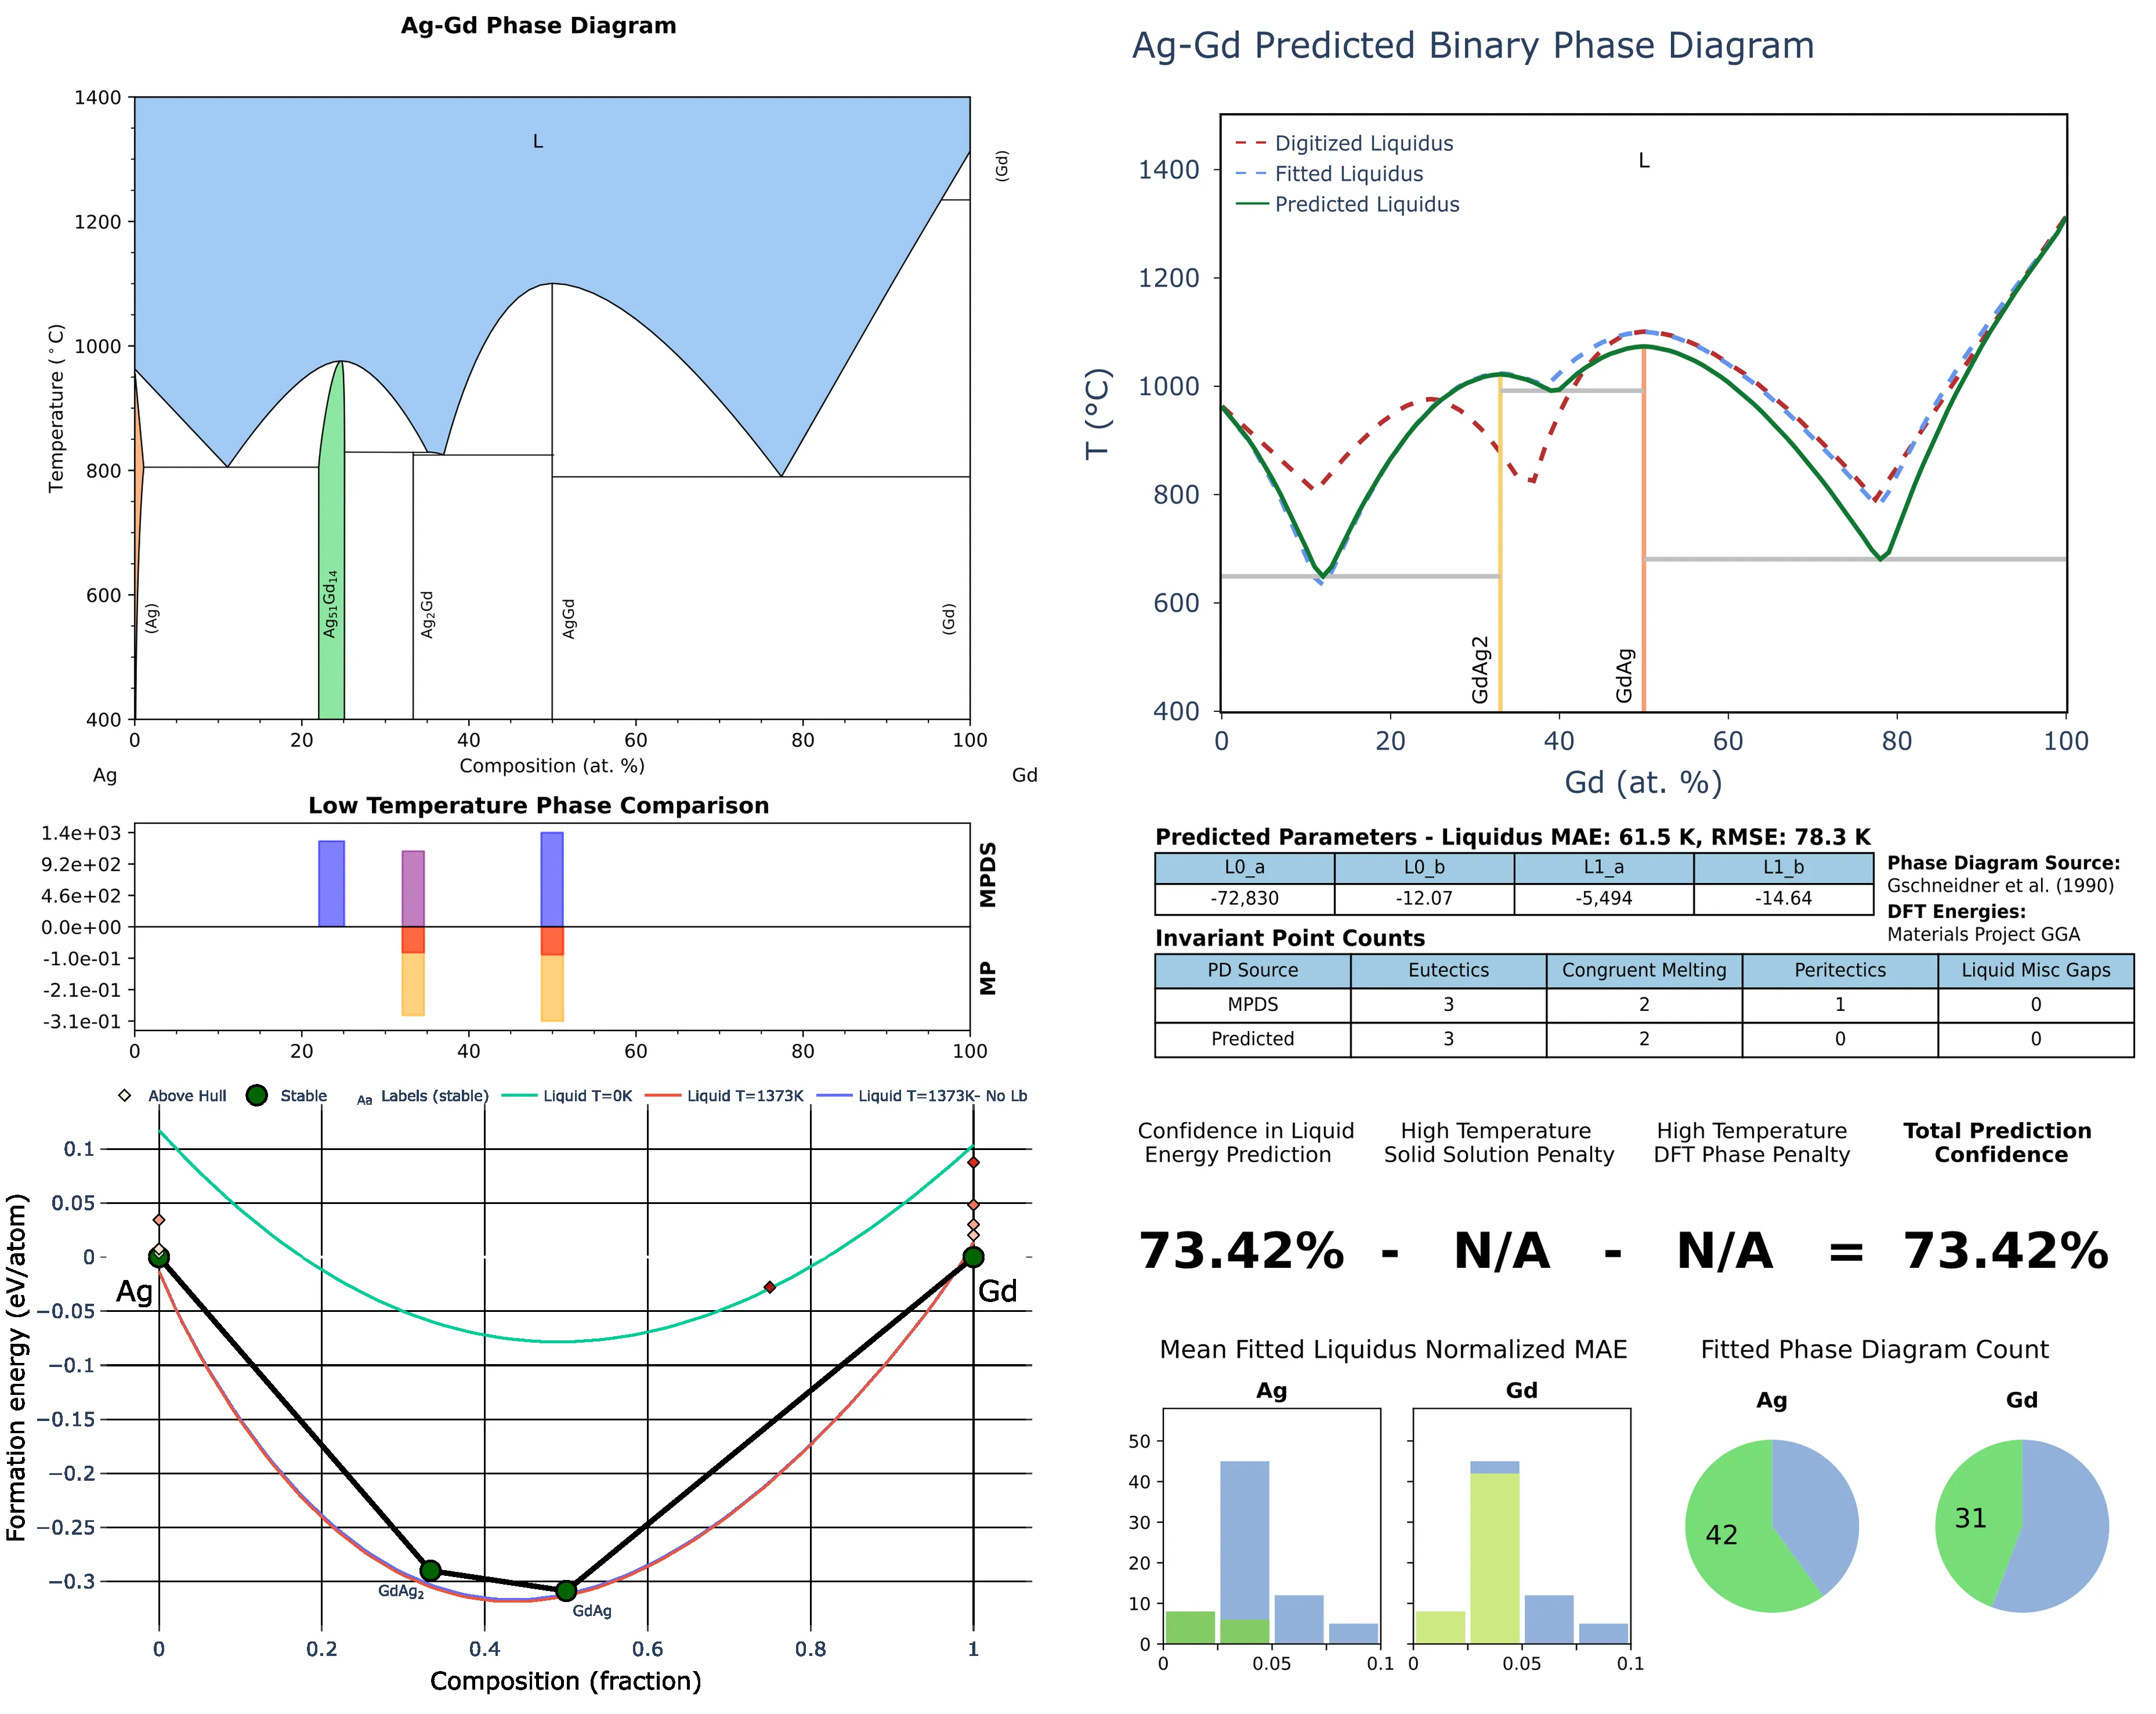 Ag-Gd Phase Diagram
1400
1200
1000
800
600
400
Temperature (°C)
L
(Gd)
(Ag)
Ag51Gd14
Ag2Gd
AgGd
(Gd)
0 20 40 60 80 100
Composition (at. %)
Ag Gd
Low Temperature Phase Comparison
1.4e+03
9.2e+02
4.6e+02
0.0e+00
-1.0e-01
-2.1e-01
-3.1e-01
MPDS
MP
0 20 40 60 80 100
Above Hull Stable Aa Labels (stable) Liquid T=0K Liquid T=1373K Liquid T=1373K- No Lb
0.1
0.05
0
−0.05
−0.1
−0.15
−0.2
−0.25
−0.3
Formation energy (eV/atom)
Ag Gd
GdAg2
GdAg
0 0.2 0.4 0.6 0.8 1
Composition (fraction)
Ag-Gd Predicted Binary Phase Diagram
Digitized Liquidus
Fitted Liquidus
Predicted Liquidus
L
1400
1200
1000
800
600
400
T (°C)
GdAg2
GdAg
0 20 40 60 80 100
Gd (at. %)
Predicted Parameters - Liquidus MAE: 61.5 K, RMSE: 78.3 K
L0_a L0_b L1_a L1_b
-72,830 -12.07 -5,494 -14.64
Phase Diagram Source:
Gschneidner et al. (1990)
DFT Energies:
Materials Project GGA
Invariant Point Counts
PD Source Eutectics Congruent Melting Peritectics Liquid Misc Gaps
MPDS 3 2 1 0
Predicted 3 2 0 0
Confidence in Liquid
Energy Prediction
High Temperature
Solid Solution Penalty
High Temperature
DFT Phase Penalty
Total Prediction
Confidence
73.42% - N/A - N/A = 73.42%
Mean Fitted Liquidus Normalized MAE
Ag Gd
50
40
30
20
10
0
0 0.05 0.1
0 0.05 0.1
Fitted Phase Diagram Count
Ag Gd
42 31